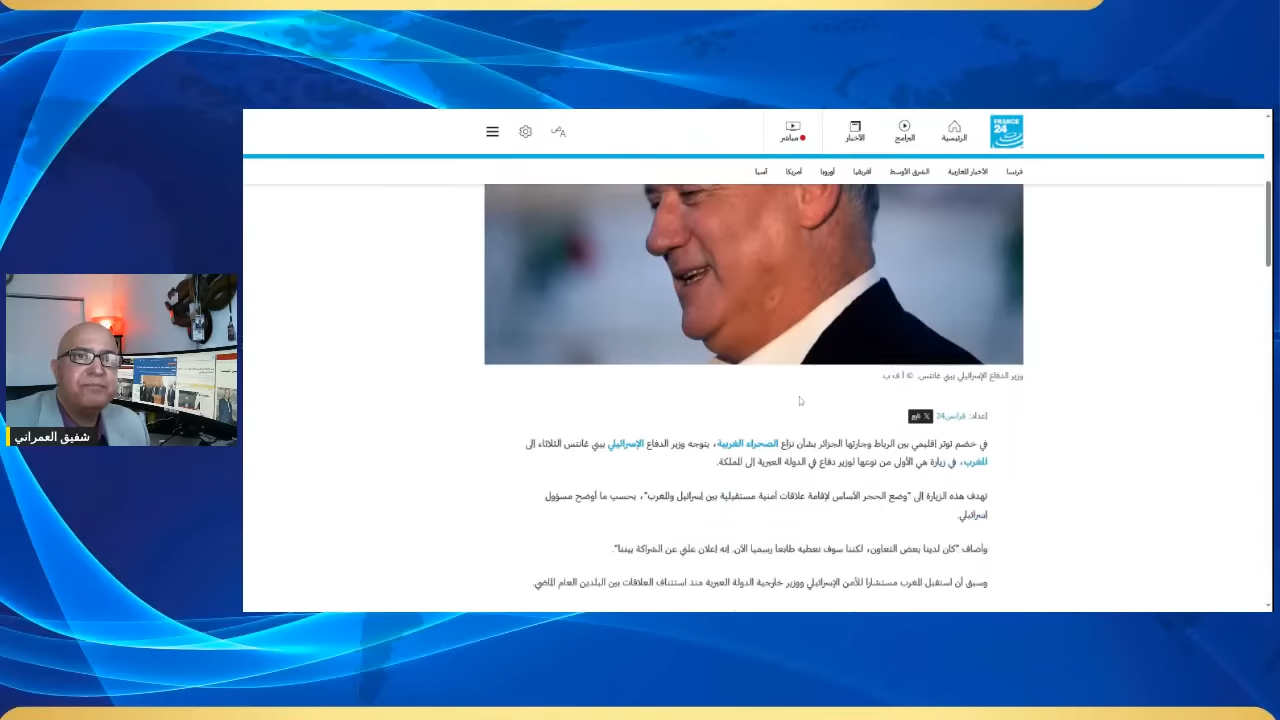 FRANCE 24
الرئيسية
البرامج
الأخبار
مباشر
فرنسا
الأخبار المغاربية
الشرق الأوسط
أفريقيا
أوروبا
أمريكا
آسيا
وزير الدفاع الإسرائيلي بيني غانتس. © أ ف ب
إعداد: فرانس24 تابع
في خضم توتر إقليمي بين الرباط وجارتها الجزائر بشأن نزاع الصحراء الغربية، يتوجه وزير الدفاع الإسرائيلي بيني غانتس الثلاثاء إلى
المغرب، في زيارة هي الأولى من نوعها لوزير دفاع في الدولة العبرية إلى المملكة.
تهدف هذه الزيارة إلى "وضع الحجر الأساس لإقامة علاقات أمنية مستقبلية بين إسرائيل والمغرب"، بحسب ما أوضح مسؤول
إسرائيلي.
وأضاف "كان لدينا بعض التعاون، لكننا سوف نعطيه طابعا رسميا الآن. إنه إعلان علني عن الشراكة بيننا".
وسبق أن استقبل المغرب مستشارا للأمن الإسرائيلي ووزير خارجية الدولة العبرية منذ استئناف العلاقات بين البلدين العام الماضي.
شفيق العمراني